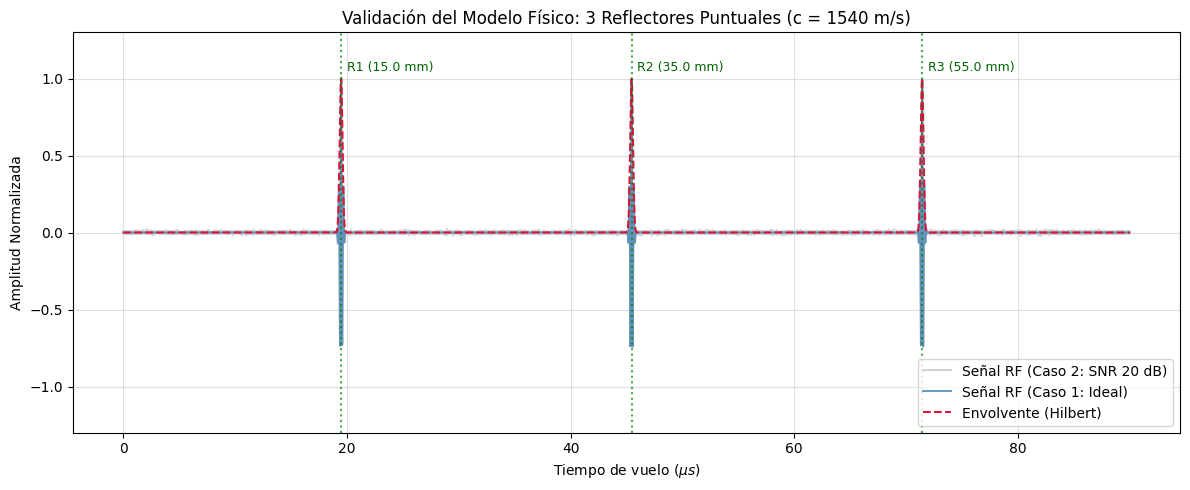 Validación del Modelo Físico: 3 Reflectores Puntuales (c = 1540 m/s)
R1 (15.0 mm)
R2 (35.0 mm)
R3 (55.0 mm)
1.0
0.5
0.0
−0.5
−1.0
Amplitud Normalizada
Señal RF (Caso 2: SNR 20 dB)
Señal RF (Caso 1: Ideal)
Envolvente (Hilbert)
0
20
40
60
80
Tiempo de vuelo (μs)